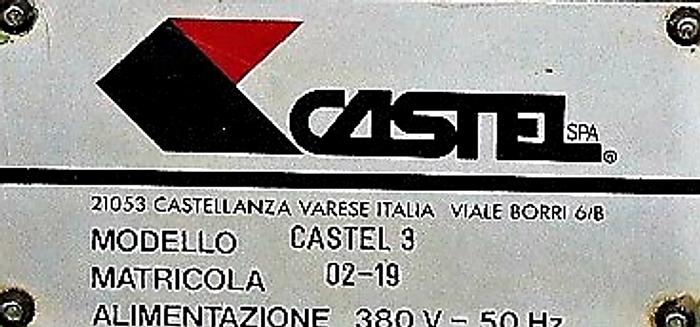 CASTEL SPA ®
21053 CASTELLANZA VARESE ITALIA VIALE BORRI 6/B
MODELLO CASTEL 3
MATRICOLA 02-19
ALIMENTAZIONE 380 V - 50 Hz